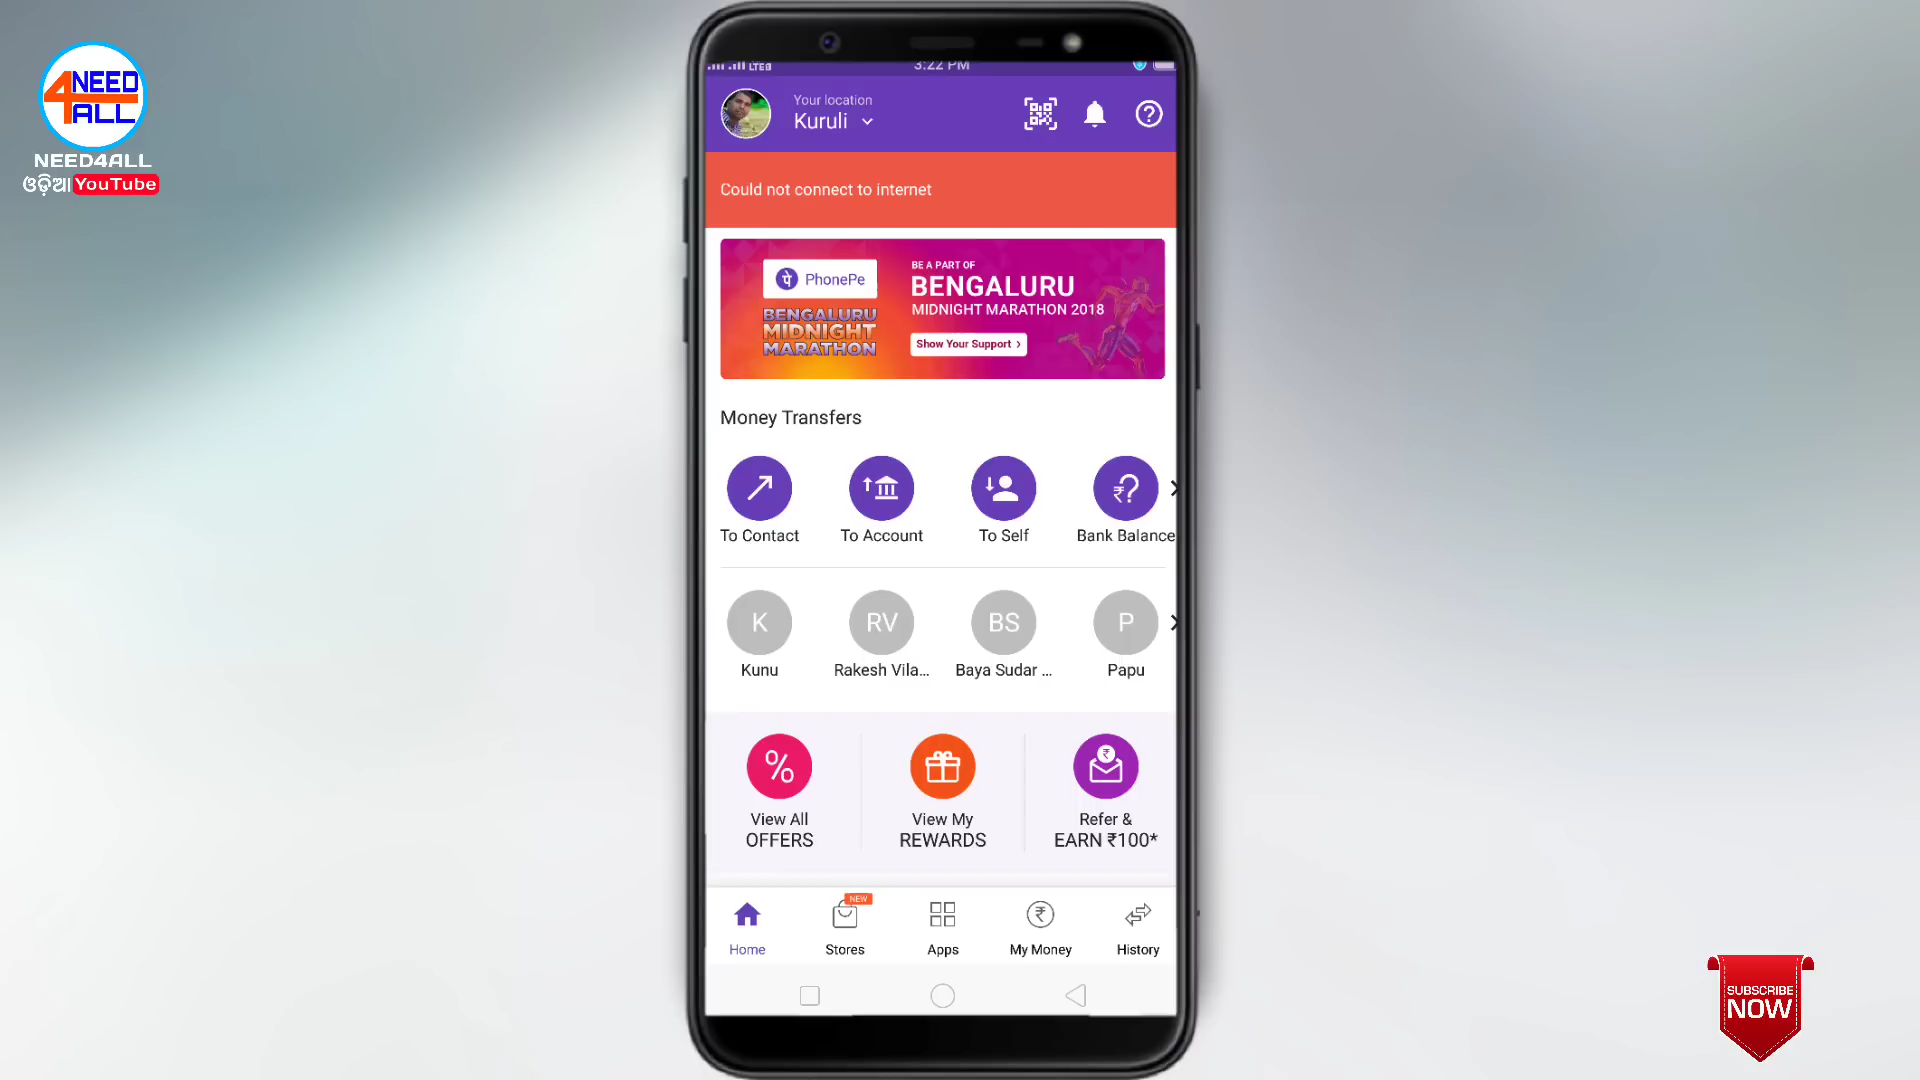 4NEED
ALL
NEED4ALL
ଓଡ଼ିଆ YouTube
LTE
3:22 PM
Your location
Kuruli
Could not connect to internet
पे PhonePe
BENGALURU
MIDNIGHT
MARATHON
BE A PART OF
BENGALURU
MIDNIGHT MARATHON 2018
Show Your Support >
Money Transfers
To Contact
To Account
To Self
₹?
Bank Balance
K
RV
BS
P
Kunu
Rakesh Vila...
Baya Sudar ...
Papu
%
₹
View All
OFFERS
View My
REWARDS
Refer &
EARN ₹100*
NEW
₹
Home
Stores
Apps
My Money
History
SUBSCRIBE
NOW